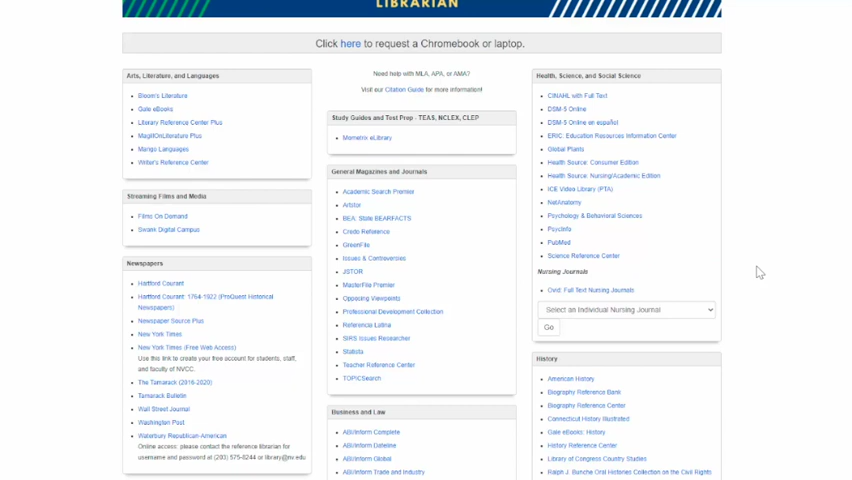 LIBRARIAN
Click here to request a Chromebook or laptop.
Arts, Literature, and Languages
Bloom's Literature
Gale eBooks
Literary Reference Center Plus
MagillOnLiterature Plus
Mango Languages
Writer's Reference Center
Streaming Films and Media
Films On Demand
Swank Digital Campus
Newspapers
Hartford Courant
Hartford Courant: 1764-1922 (ProQuest Historical
Newspapers)
Newspaper Source Plus
New York Times
New York Times (Free Web Access)
Use this link to create your free account for students, staff,
and faculty of NVCC.
The Tamarack (2016-2020)
Tamarack Bulletin
Wall Street Journal
Washington Post
Waterbury Republican-American
Online access: please contact the reference librarian for
username and password at (203) 575-8244 or library@nv.edu
Need help with MLA, APA, or AMA?
Visit our Citation Guide for more information!
Study Guides and Test Prep - TEAS, NCLEX, CLEP
Mometrix eLibrary
General Magazines and Journals
Academic Search Premier
Artstor
BEA: State BEARFACTS
Credo Reference
GreenFile
Issues & Controversies
JSTOR
MasterFile Premier
Opposing Viewpoints
Professional Development Collection
Referencia Latina
SIRS Issues Researcher
Statista
Teacher Reference Center
TOPICSearch
Business and Law
ABI/Inform Complete
ABI/Inform Dateline
ABI/Inform Global
ABI/Inform Trade and Industry
Health, Science, and Social Science
CINAHL with Full Text
DSM-5 Online
DSM-5 Online en español
ERIC: Education Resources Information Center
Global Plants
Health Source: Consumer Edition
Health Source: Nursing/Academic Edition
ICE Video Library (PTA)
NetAnatomy
Psychology & Behavioral Sciences
PsycInfo
PubMed
Science Reference Center
Nursing Journals
Ovid: Full Text Nursing Journals
Select an Individual Nursing Journal
Go
History
American History
Biography Reference Bank
Biography Reference Center
Connecticut History Illustrated
Gale eBooks: History
History Reference Center
Library of Congress Country Studies
Ralph J. Bunche Oral Histories Collection on the Civil Rights